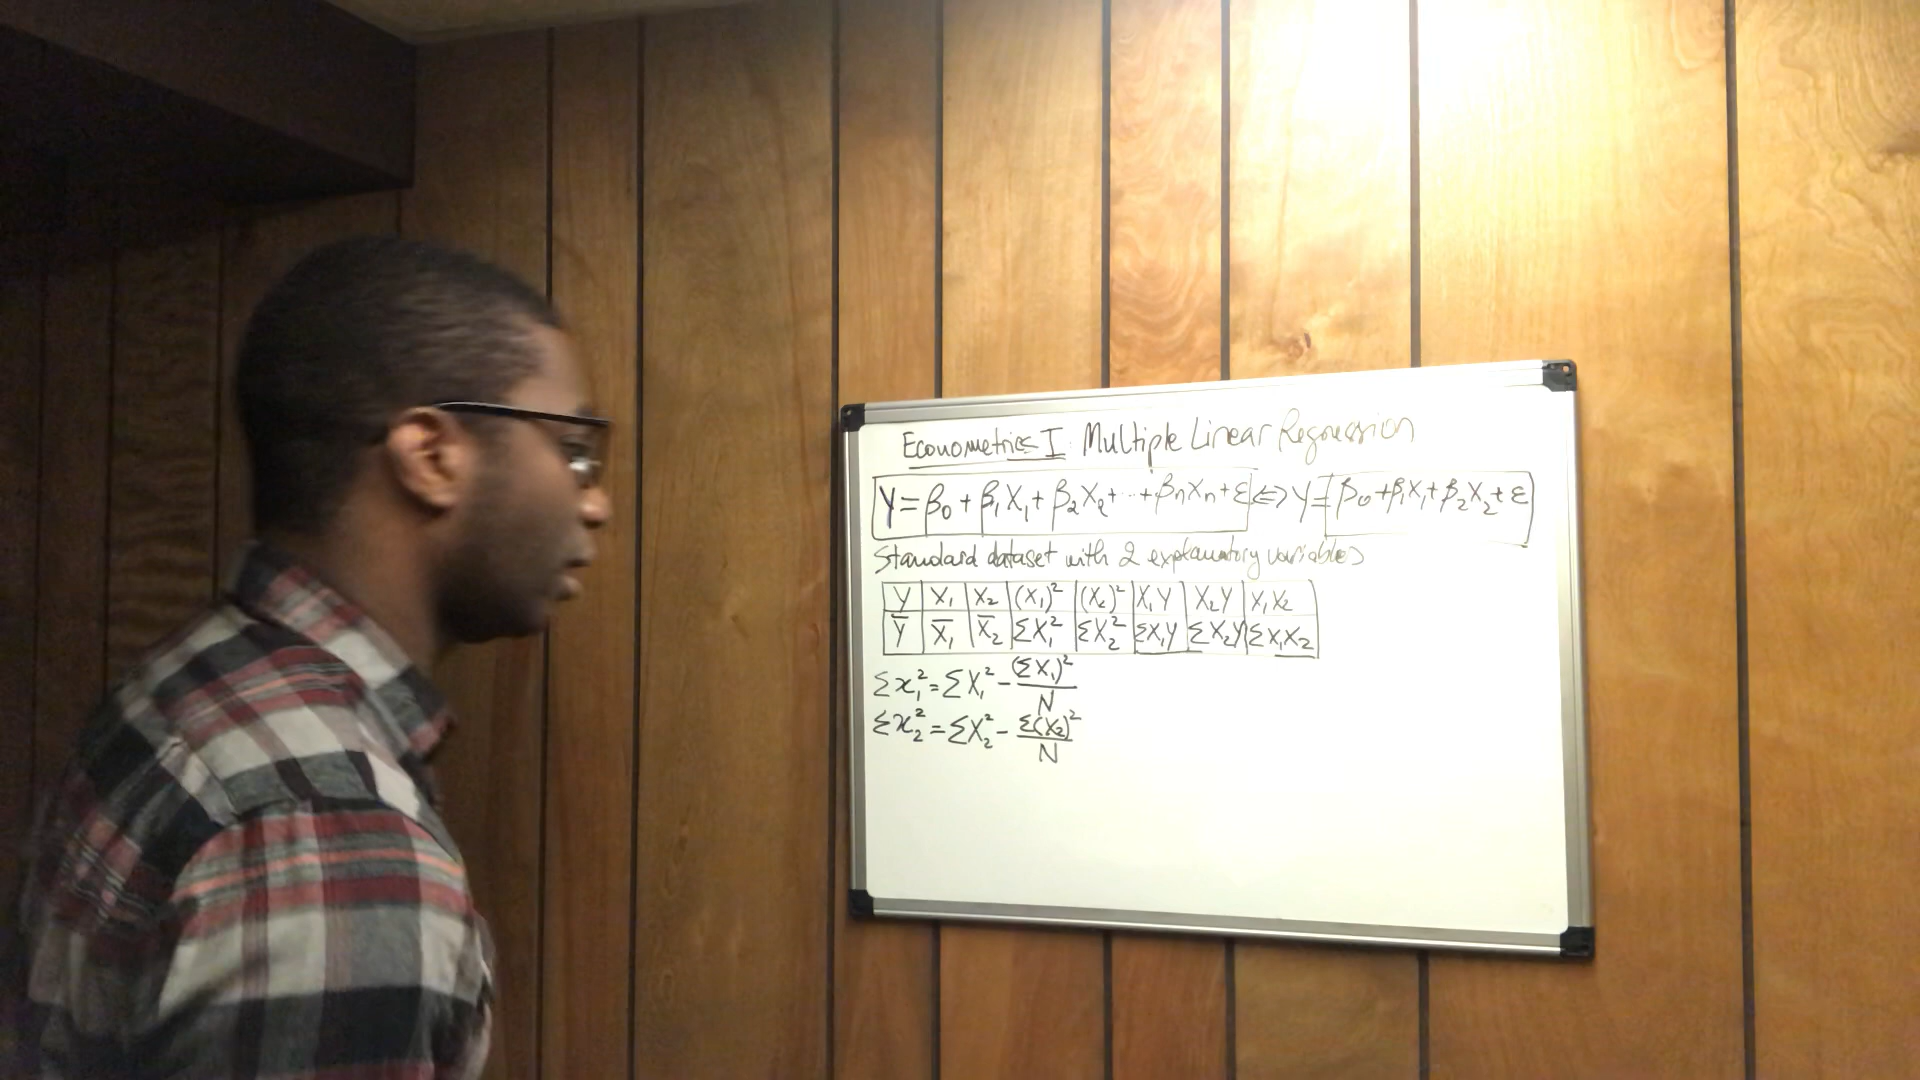 Econometrics I: Multiple Linear Regression
Y = β₀ + β₁X₁ + β₂X₂ + ... + βₙXₙ + ε ⇔ Y = β₀ + β₁X₁ + β₂X₂ + ε
Standard dataset with 2 explanatory variables
Y X₁ X₂ (X₁)² (X₂)² X₁Y X₂Y X₁X₂
Ȳ X̄₁ X̄₂ ΣX₁² ΣX₂² ΣX₁Y ΣX₂Y ΣX₁X₂
Σx₁² = ΣX₁² - (ΣX₁)²/N
Σx₂² = ΣX₂² - Σ(X₂)²/N